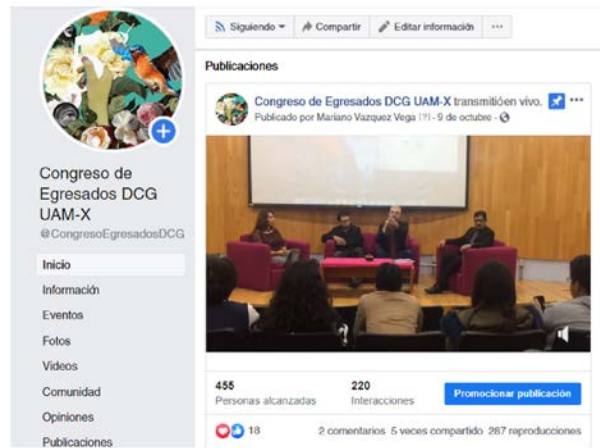 Siguiendo Compartir Editar información ...
Publicaciones
Congreso de Egresados DCG UAM-X transmitióen vivo.
Publicado por Mariano Vazquez Vega [?] - 9 de octubre -
Congreso de
Egresados DCG
UAM-X
@CongresoEgresadosDCG
Inicio
Información
Eventos
Fotos
Videos
Comunidad
Opiniones
Publicaciones
455
Personas alcanzadas
220
Interacciones
Promocionar publicación
18
2 comentarios 5 veces compartido 287 reproducciones